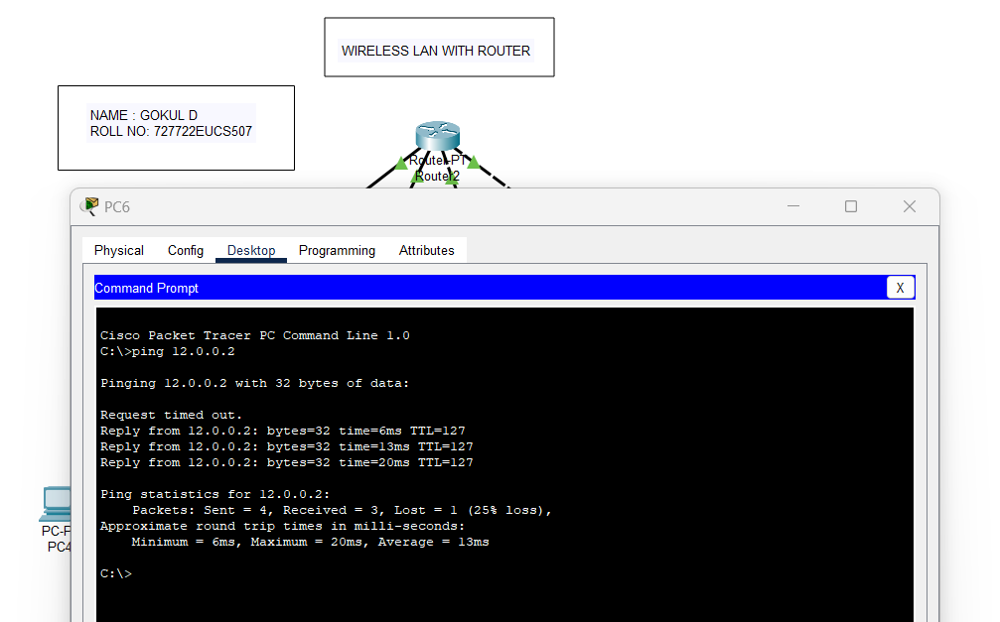 WIRELESS LAN WITH ROUTER
NAME : GOKUL D
ROLL NO: 727722EUCS507
Router-PT
Router2
PC6
Physical Config Desktop Programming Attributes
Command Prompt
X
Cisco Packet Tracer PC Command Line 1.0
C:\>ping 12.0.0.2
Pinging 12.0.0.2 with 32 bytes of data:
Request timed out.
Reply from 12.0.0.2: bytes=32 time=6ms TTL=127
Reply from 12.0.0.2: bytes=32 time=13ms TTL=127
Reply from 12.0.0.2: bytes=32 time=20ms TTL=127
Ping statistics for 12.0.0.2:
Packets: Sent = 4, Received = 3, Lost = 1 (25% loss),
Approximate round trip times in milli-seconds:
Minimum = 6ms, Maximum = 20ms, Average = 13ms
C:\>
PC4